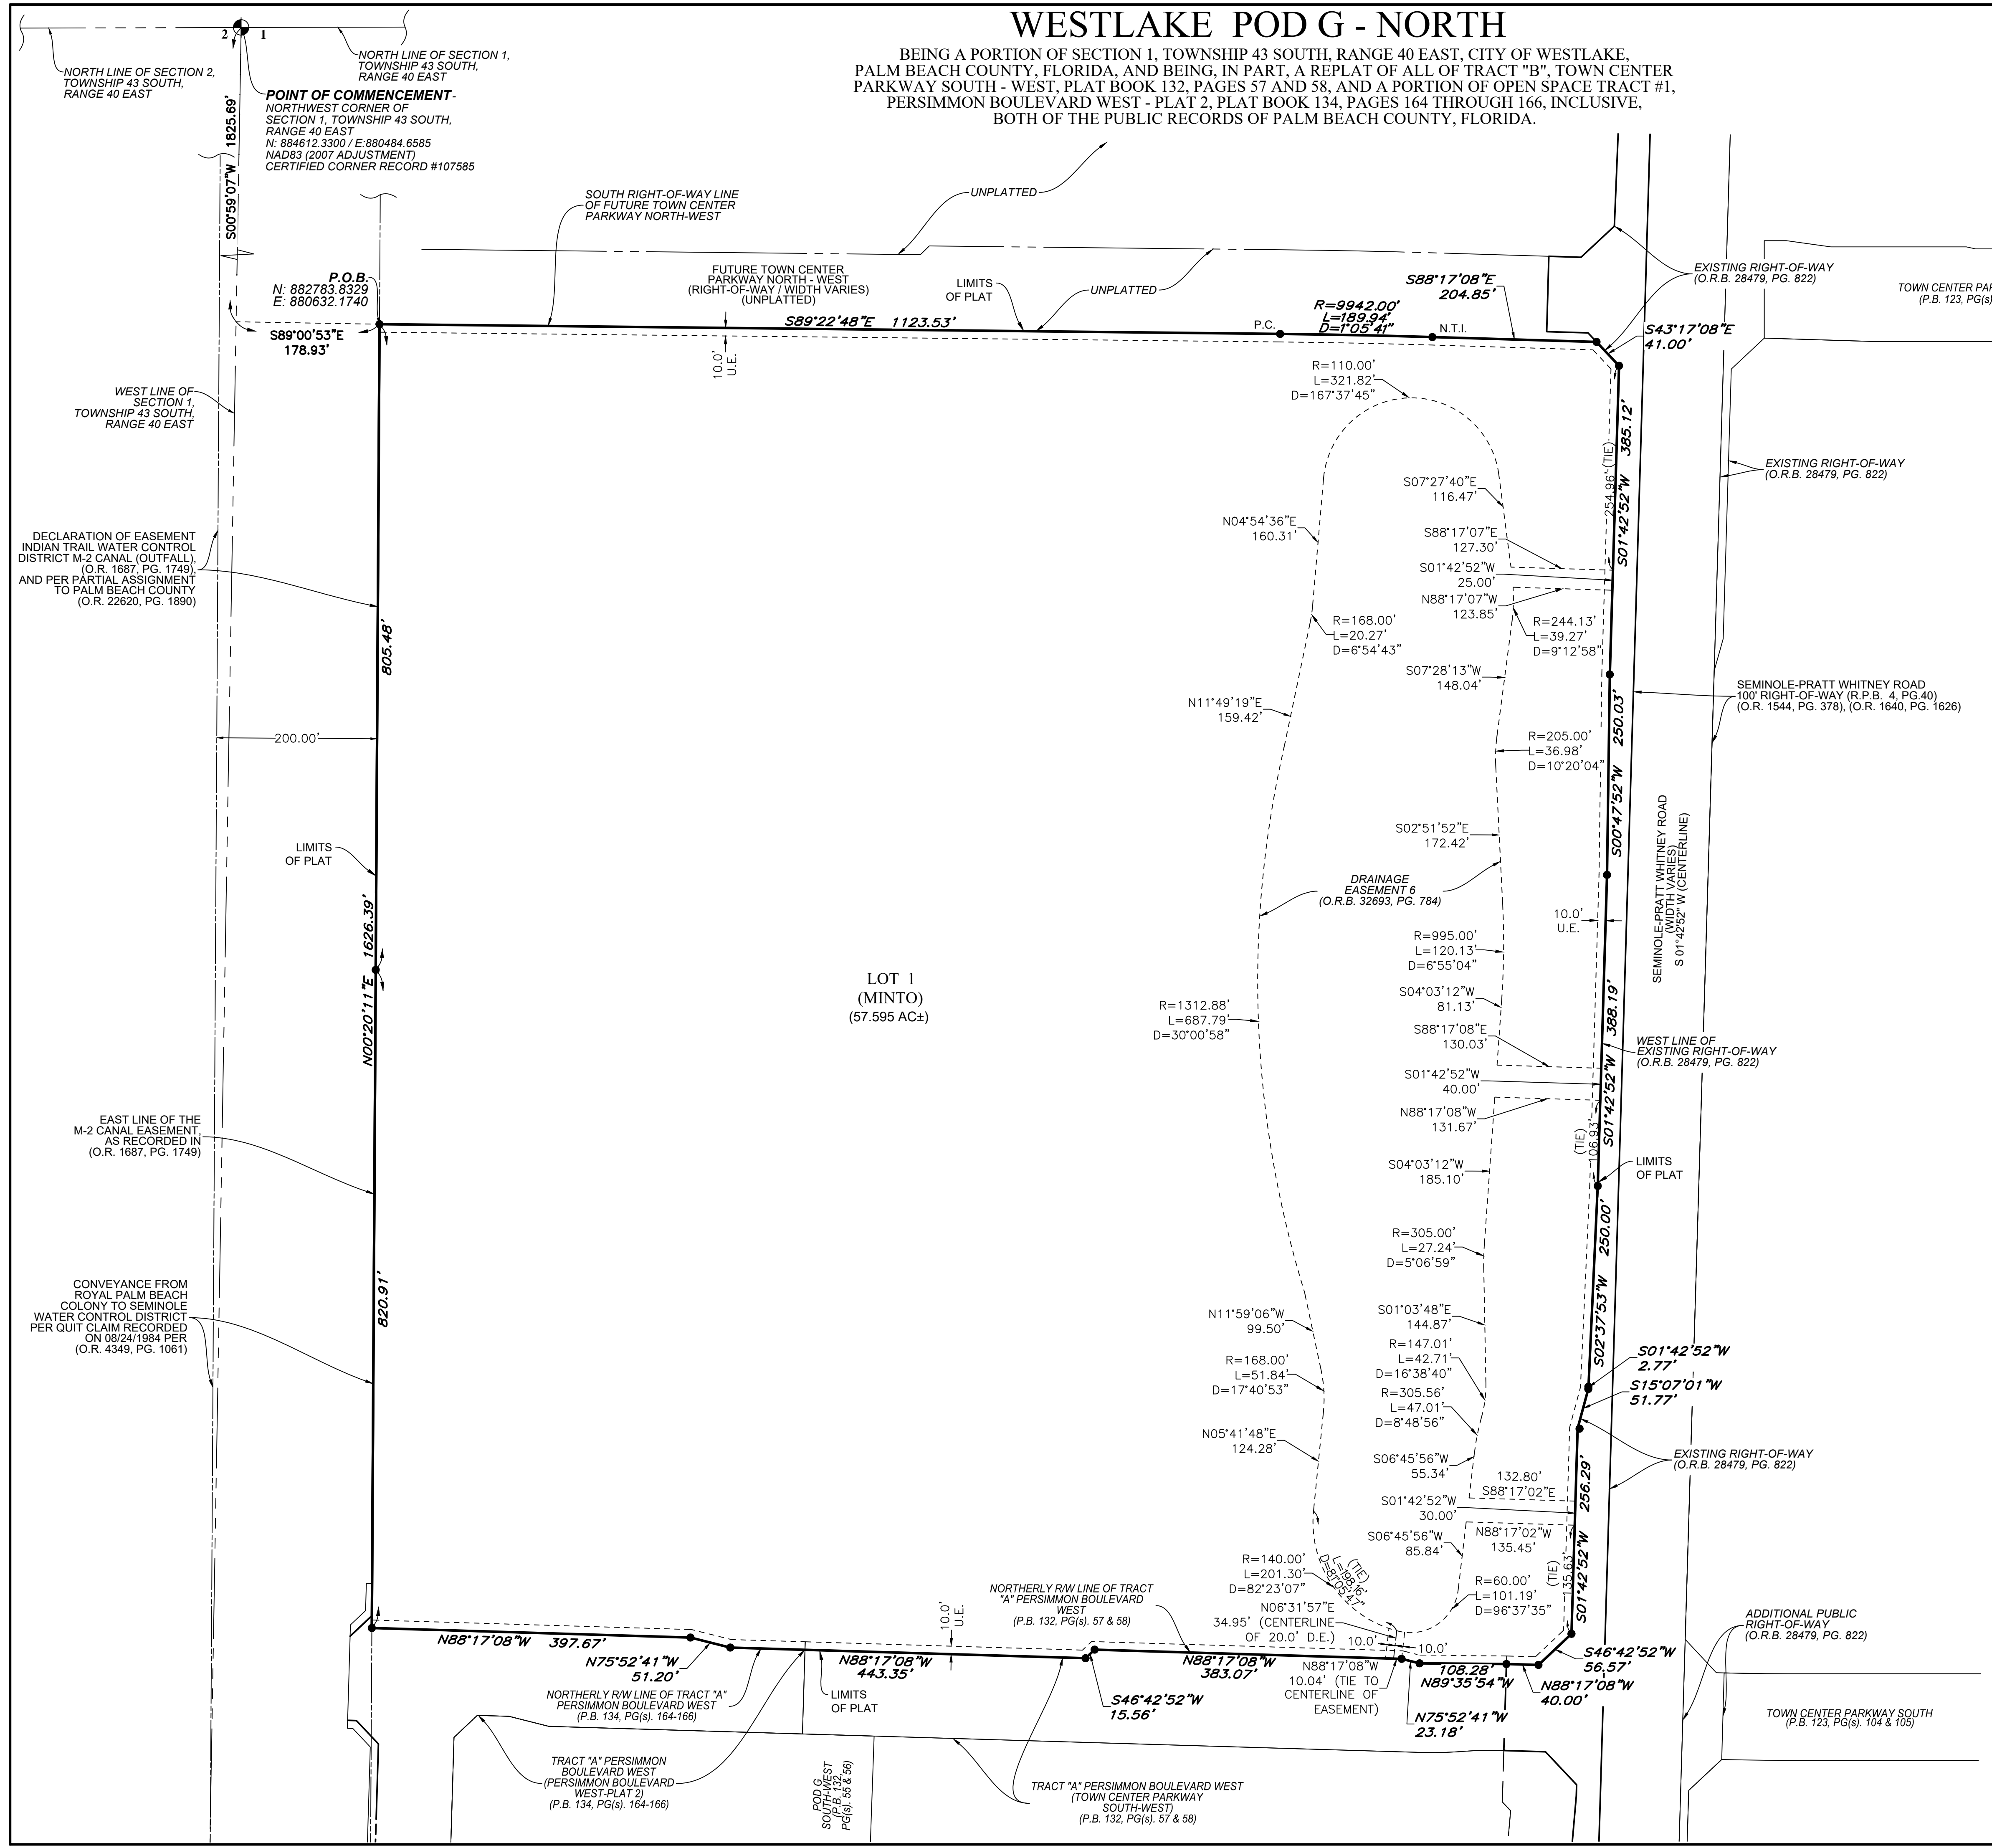 WESTLAKE POD G - NORTH
BEING A PORTION OF SECTION 1, TOWNSHIP 43 SOUTH, RANGE 40 EAST, CITY OF WESTLAKE,
PALM BEACH COUNTY, FLORIDA, AND BEING, IN PART, A REPLAT OF ALL OF TRACT "B", TOWN CENTER
PARKWAY SOUTH - WEST, PLAT BOOK 132, PAGES 57 AND 58, AND A PORTION OF OPEN SPACE TRACT #1,
PERSIMMON BOULEVARD WEST - PLAT 2, PLAT BOOK 134, PAGES 164 THROUGH 166, INCLUSIVE,
BOTH OF THE PUBLIC RECORDS OF PALM BEACH COUNTY, FLORIDA.
2 1
NORTH LINE OF SECTION 2,
TOWNSHIP 43 SOUTH,
RANGE 40 EAST
NORTH LINE OF SECTION 1,
TOWNSHIP 43 SOUTH,
RANGE 40 EAST
POINT OF COMMENCEMENT-
NORTHWEST CORNER OF
SECTION 1, TOWNSHIP 43 SOUTH,
RANGE 40 EAST
N: 884612.3300 / E:880484.6585
NAD83 (2007 ADJUSTMENT)
CERTIFIED CORNER RECORD #107585
S00°59'07"W 1825.69'
SOUTH RIGHT-OF-WAY LINE
OF FUTURE TOWN CENTER
PARKWAY NORTH-WEST
UNPLATTED
P.O.B.
N: 882783.8329
E: 880632.1740
S89°00'53"E
178.93'
FUTURE TOWN CENTER
PARKWAY NORTH - WEST
(RIGHT-OF-WAY / WIDTH VARIES)
(UNPLATTED)
LIMITS
OF PLAT
UNPLATTED
S89°22'48"E 1123.53'
10.0'
U.E.
P.C.
R=9942.00'
L=189.94'
D=1°05'41"
N.T.I.
S88°17'08"E
204.85'
S43°17'08"E
41.00'
EXISTING RIGHT-OF-WAY
(O.R.B. 28479, PG. 822)
TOWN CENTER PAR
(P.B. 123, PG(s)
WEST LINE OF
SECTION 1,
TOWNSHIP 43 SOUTH,
RANGE 40 EAST
R=110.00'
L=321.82'
D=167°37'45"
S01°42'52"W 385.12'
254.96' (TIE)
EXISTING RIGHT-OF-WAY
(O.R.B. 28479, PG. 822)
S07°27'40"E
116.47'
N04°54'36"E
160.31'
S88°17'07"E
127.30'
S01°42'52"W
25.00'
N88°17'07"W
123.85'
DECLARATION OF EASEMENT
INDIAN TRAIL WATER CONTROL
DISTRICT M-2 CANAL (OUTFALL),
(O.R. 1687, PG. 1749),
AND PER PARTIAL ASSIGNMENT
TO PALM BEACH COUNTY
(O.R. 22620, PG. 1890)
805.48'
R=168.00'
L=20.27'
D=6°54'43"
R=244.13'
L=39.27'
D=9°12'58"
S07°28'13"W
148.04'
N11°49'19"E
159.42'
S00°47'52"W 250.03'
SEMINOLE-PRATT WHITNEY ROAD
100' RIGHT-OF-WAY (R.P.B. 4, PG.40)
(O.R. 1544, PG. 378), (O.R. 1640, PG. 1626)
200.00'
R=205.00'
L=36.98'
D=10°20'04"
LIMITS
OF PLAT
S02°51'52"E
172.42'
DRAINAGE
EASEMENT 6
(O.R.B. 32693, PG. 784)
10.0'
U.E.
SEMINOLE-PRATT WHITNEY ROAD
(WIDTH VARIES)
S 01°42'52" W (CENTERLINE)
N00°20'11"E 1626.39'
LOT 1
(MINTO)
(57.595 AC±)
R=995.00'
L=120.13'
D=6°55'04"
S04°03'12"W
81.13'
R=1312.88'
L=687.79'
D=30°00'58"
S88°17'08"E
130.03'
S01°42'52"W 388.19'
WEST LINE OF
EXISTING RIGHT-OF-WAY
(O.R.B. 28479, PG. 822)
S01°42'52"W
40.00'
N88°17'08"W
131.67'
EAST LINE OF THE
M-2 CANAL EASEMENT,
AS RECORDED IN
(O.R. 1687, PG. 1749)
(TIE)
106.93'
LIMITS
OF PLAT
S04°03'12"W
185.10'
S02°37'53"W 250.00'
R=305.00'
L=27.24'
D=5°06'59"
CONVEYANCE FROM
ROYAL PALM BEACH
COLONY TO SEMINOLE
WATER CONTROL DISTRICT
PER QUIT CLAIM RECORDED
ON 08/24/1984 PER
(O.R. 4349, PG. 1061)
820.91'
N11°59'06"W
99.50'
S01°03'48"E
144.87'
R=147.01'
L=42.71'
D=16°38'40"
S01°42'52"W
2.77'
R=168.00'
L=51.84'
D=17°40'53"
R=305.56'
L=47.01'
D=8°48'56"
S15°07'01"W
51.77'
N05°41'48"E
124.28'
S06°45'56"W
55.34'
EXISTING RIGHT-OF-WAY
(O.R.B. 28479, PG. 822)
132.80'
S88°17'02"E
S01°42'52"W
30.00'
S01°42'52"W 256.29'
N88°17'02"W
135.45'
S06°45'56"W
85.84'
R=140.00'
L=201.30'
D=82°23'07"
(TIE)
L=198.16'
D=81°05'47"
R=60.00'
L=101.19'
D=96°37'35"
(TIE)
135.63'
NORTHERLY R/W LINE OF TRACT
"A" PERSIMMON BOULEVARD
WEST
(P.B. 132, PG(s). 57 & 58)
N06°31'57"E
34.95' (CENTERLINE
OF 20.0' D.E.)
10.0'
10.0'
10.0'
U.E.
ADDITIONAL PUBLIC
RIGHT-OF-WAY
(O.R.B. 28479, PG. 822)
N88°17'08"W 397.67'
N75°52'41"W
51.20'
N88°17'08"W
443.35'
N88°17'08"W
383.07'
S46°42'52"W
15.56'
N88°17'08"W
10.04' (TIE TO
CENTERLINE OF
EASEMENT)
108.28'
N89°35'54"W
N75°52'41"W
23.18'
S46°42'52"W
56.57'
N88°17'08"W
40.00'
NORTHERLY R/W LINE OF TRACT "A"
PERSIMMON BOULEVARD WEST
(P.B. 134, PG(s). 164-166)
LIMITS
OF PLAT
TOWN CENTER PARKWAY SOUTH
(P.B. 123, PG(s). 104 & 105)
TRACT "A" PERSIMMON
BOULEVARD WEST
(PERSIMMON BOULEVARD
WEST-PLAT 2)
(P.B. 134, PG(s). 164-166)
POD G
SOUTH-WEST
(P.B. 132,
PG(s). 55 & 56)
TRACT "A" PERSIMMON BOULEVARD WEST
(TOWN CENTER PARKWAY
SOUTH-WEST)
(P.B. 132, PG(s). 57 & 58)